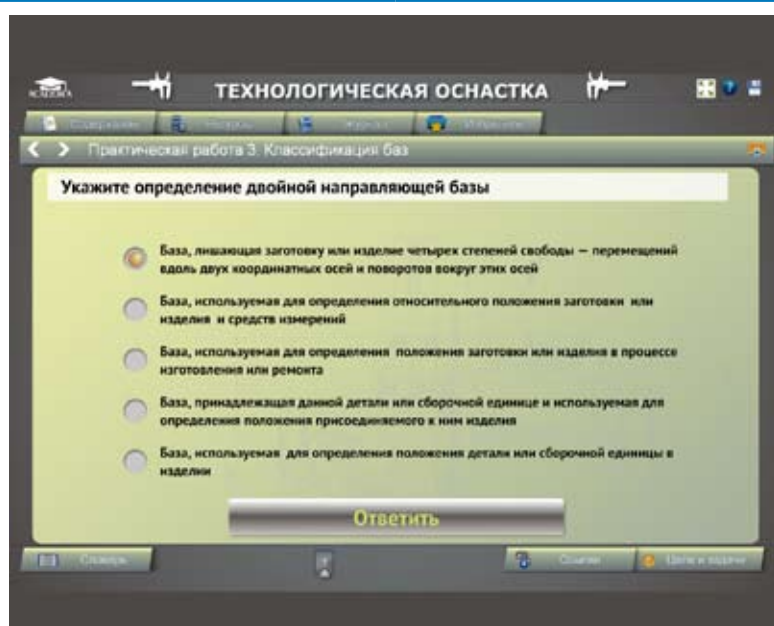 ACADEMIA
ТЕХНОЛОГИЧЕСКАЯ ОСНАСТКА
Содержание
Журнал
Практическая работа 3. Классификация баз
Укажите определение двойной направляющей базы
База, лишающая заготовку или изделие четырех степеней свободы — перемещений
вдоль двух координатных осей и поворотов вокруг этих осей
База, используемая для определения относительного положения заготовки или
изделия и средств измерений
База, используемая для определения положения заготовки или изделия в процессе
изготовления или ремонта
База, принадлежащая данной детали или сборочной единице и используемая для
определения положения присоединяемого к ним изделия
База, используемая для определения положения детали или сборочной единицы в
изделии
Ответить
Словарь
Ссылки
Цели и задачи